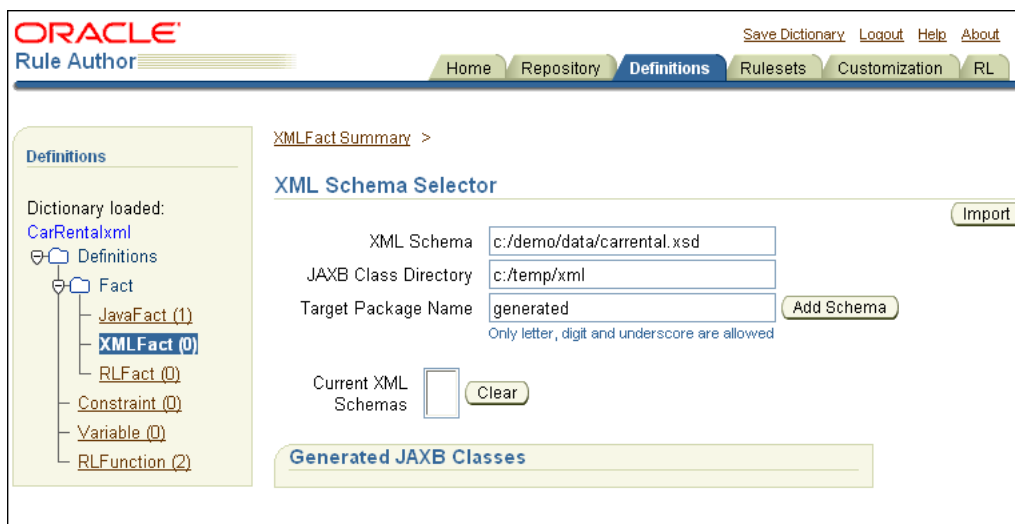 ORACLE
Rule Author
Save Dictionary Logout Help About
Home Repository Definitions Rulesets Customization RL
Definitions
Dictionary loaded:
CarRentalxml
Definitions
Fact
JavaFact (1)
XMLFact (0)
RLFact (0)
Constraint (0)
Variable (0)
RLFunction (2)
XMLFact Summary >
XML Schema Selector
Import
XML Schema c:/demo/data/carrental.xsd
JAXB Class Directory c:/temp/xml
Target Package Name generated Add Schema
Only letter, digit and underscore are allowed
Current XML
Schemas
Clear
Generated JAXB Classes